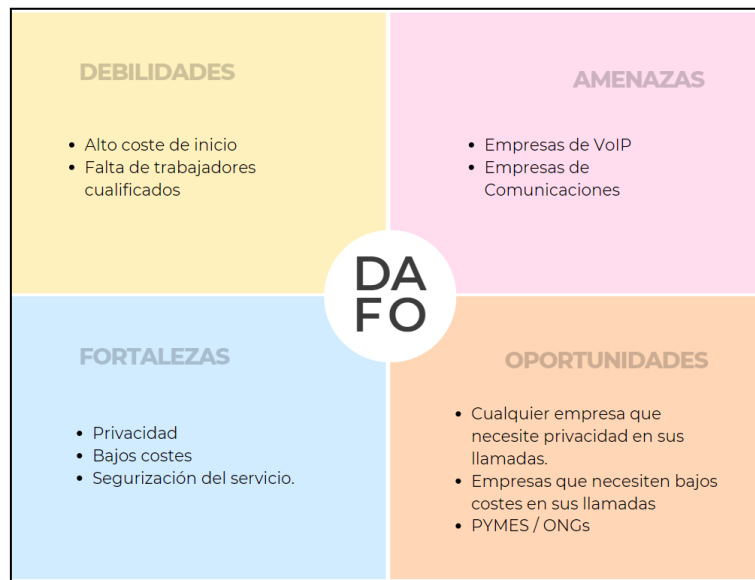 DEBILIDADES
• Alto coste de inicio
• Falta de trabajadores
cualificados
AMENAZAS
• Empresas de VoIP
• Empresas de
Comunicaciones
DA
FO
FORTALEZAS
• Privacidad
• Bajos costes
• Segurización del servicio.
OPORTUNIDADES
• Cualquier empresa que
necesite privacidad en sus
llamadas.
• Empresas que necesiten bajos
costes en sus llamadas
• PYMES / ONGs